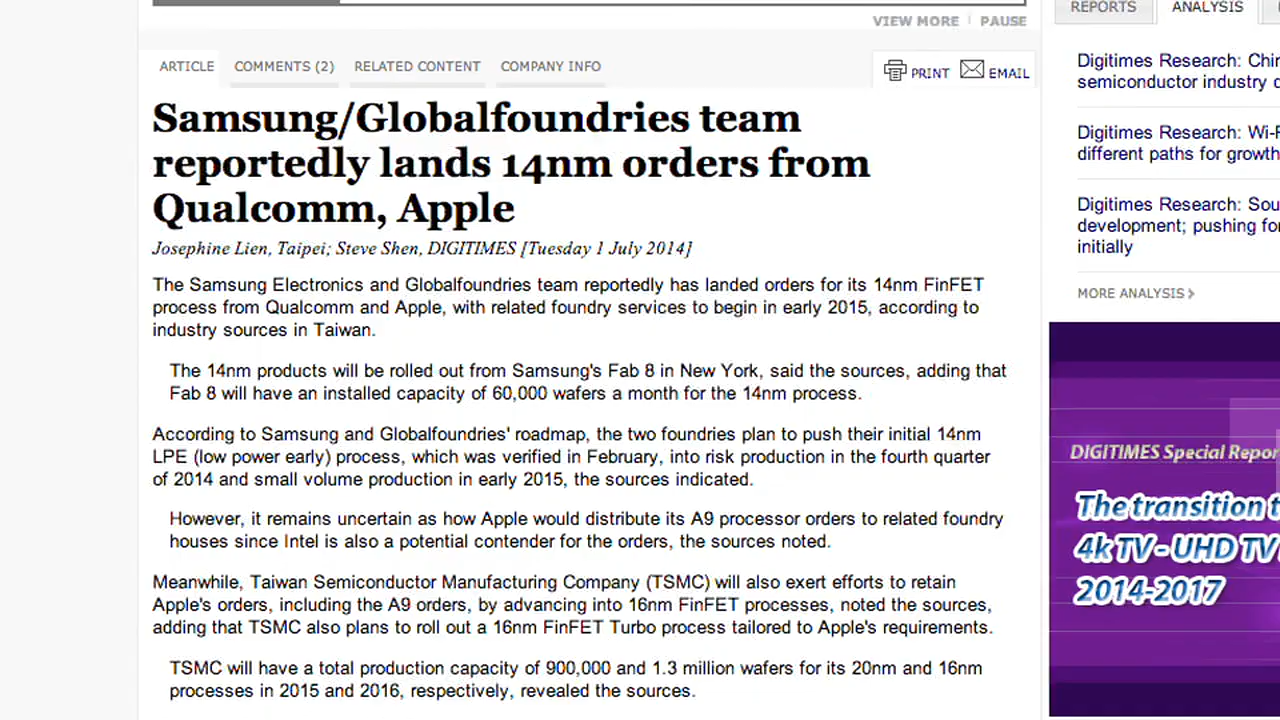 VIEW MORE | PAUSE
ARTICLE COMMENTS (2) RELATED CONTENT COMPANY INFO
PRINT EMAIL
Samsung/Globalfoundries team
reportedly lands 14nm orders from
Qualcomm, Apple
Josephine Lien, Taipei; Steve Shen, DIGITIMES [Tuesday 1 July 2014]
The Samsung Electronics and Globalfoundries team reportedly has landed orders for its 14nm FinFET
process from Qualcomm and Apple, with related foundry services to begin in early 2015, according to
industry sources in Taiwan.
The 14nm products will be rolled out from Samsung's Fab 8 in New York, said the sources, adding that
Fab 8 will have an installed capacity of 60,000 wafers a month for the 14nm process.
According to Samsung and Globalfoundries' roadmap, the two foundries plan to push their initial 14nm
LPE (low power early) process, which was verified in February, into risk production in the fourth quarter
of 2014 and small volume production in early 2015, the sources indicated.
However, it remains uncertain as how Apple would distribute its A9 processor orders to related foundry
houses since Intel is also a potential contender for the orders, the sources noted.
Meanwhile, Taiwan Semiconductor Manufacturing Company (TSMC) will also exert efforts to retain
Apple's orders, including the A9 orders, by advancing into 16nm FinFET processes, noted the sources,
adding that TSMC also plans to roll out a 16nm FinFET Turbo process tailored to Apple's requirements.
TSMC will have a total production capacity of 900,000 and 1.3 million wafers for its 20nm and 16nm
processes in 2015 and 2016, respectively, revealed the sources.
REPORTS ANALYSIS
Digitimes Research:
semiconductor industry
Digitimes Research:
different paths for growth
Digitimes Research:
development; pushing
initially
MORE ANALYSIS
DIGITIMES Special
The transition
4k TV - UHD TV
2014-2017